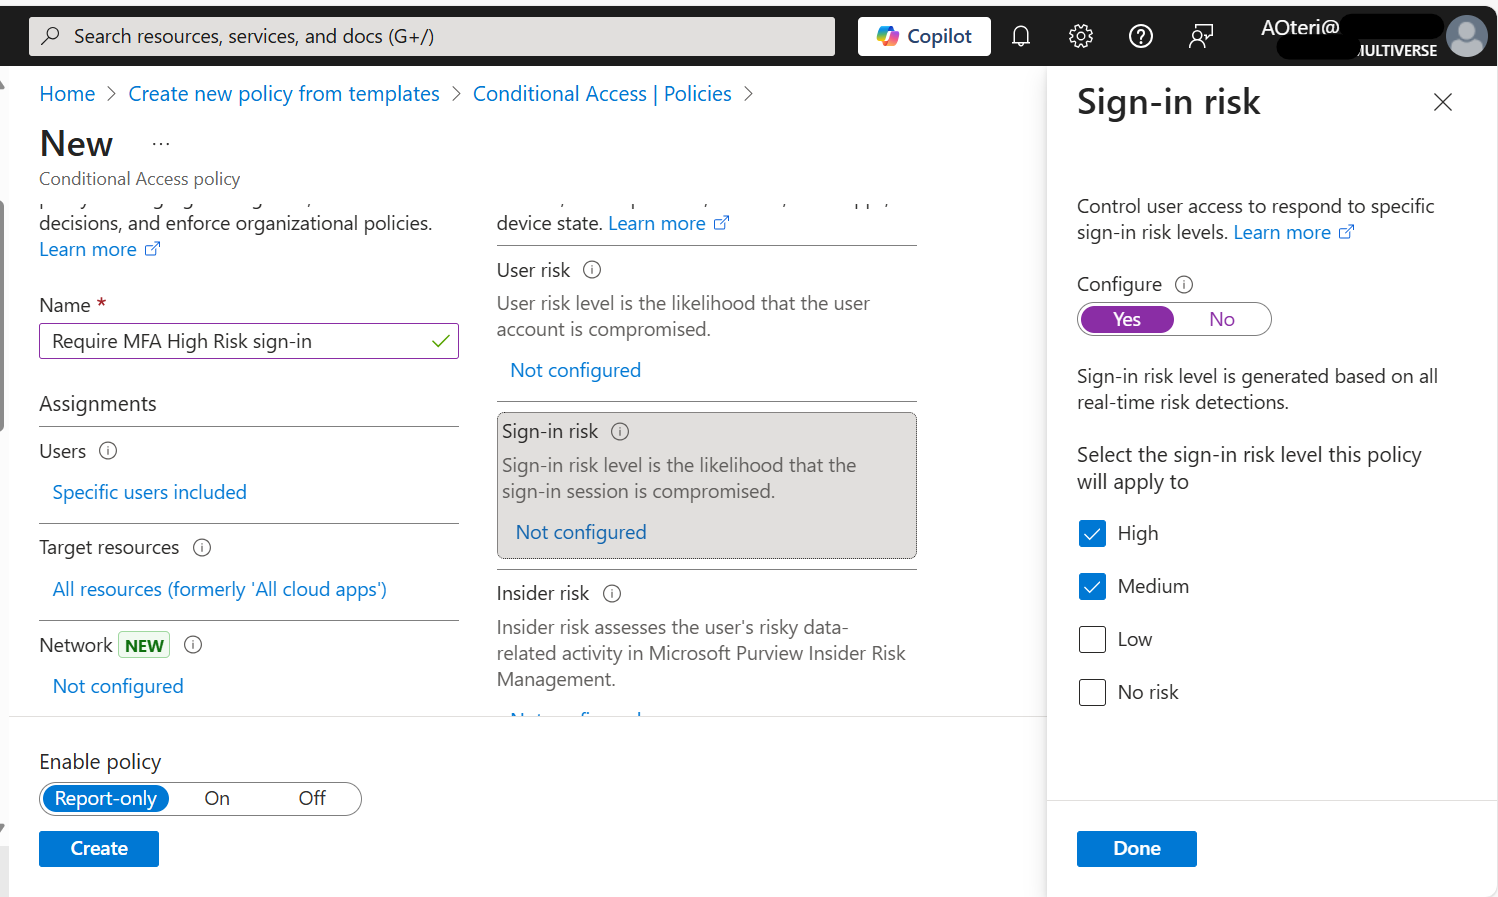 Search resources, services, and docs (G+/)
Copilot
AOteri@
MULTIVERSE
Home > Create new policy from templates > Conditional Access | Policies >
New ...
Conditional Access policy
decisions, and enforce organizational policies.
Learn more
Name *
Require MFA High Risk sign-in
Assignments
Users
Specific users included
Target resources
All resources (formerly 'All cloud apps')
Network NEW
Not configured
device state. Learn more
User risk
User risk level is the likelihood that the user
account is compromised.
Not configured
Sign-in risk
Sign-in risk level is the likelihood that the
sign-in session is compromised.
Not configured
Insider risk
Insider risk assesses the user's risky data-
related activity in Microsoft Purview Insider Risk
Management.
Enable policy
Report-only On Off
Create
Sign-in risk
Control user access to respond to specific
sign-in risk levels. Learn more
Configure
Yes No
Sign-in risk level is generated based on all
real-time risk detections.
Select the sign-in risk level this policy
will apply to
High
Medium
Low
No risk
Done